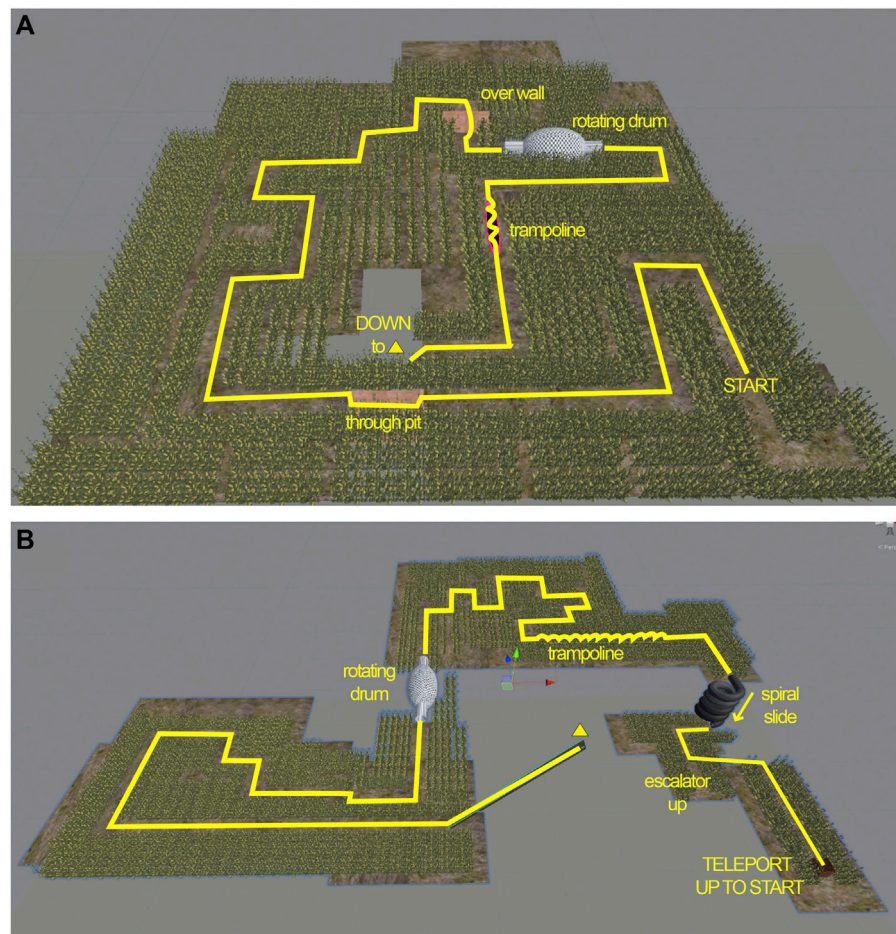 A
over wall
rotating drum
trampoline
DOWN
to
START
through pit
B
rotating
drum
trampoline
spiral
slide
escalator
up
TELEPORT
UP TO START